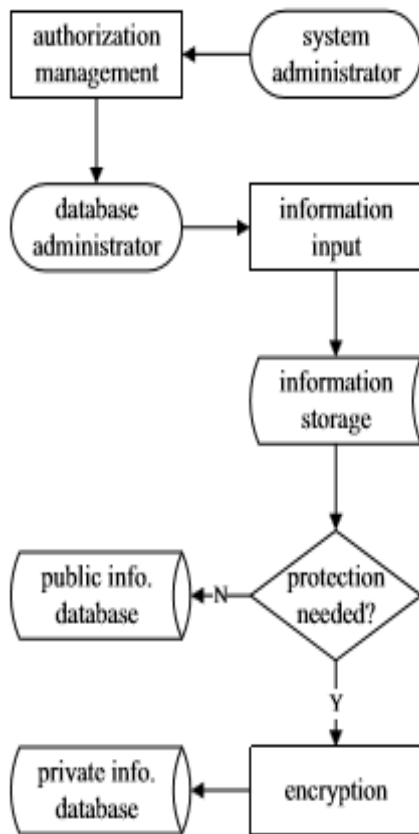 authorization
management
system
administrator
database
administrator
information
input
information
storage
protection
needed?
public info.
database
N
Y
private info.
database
encryption